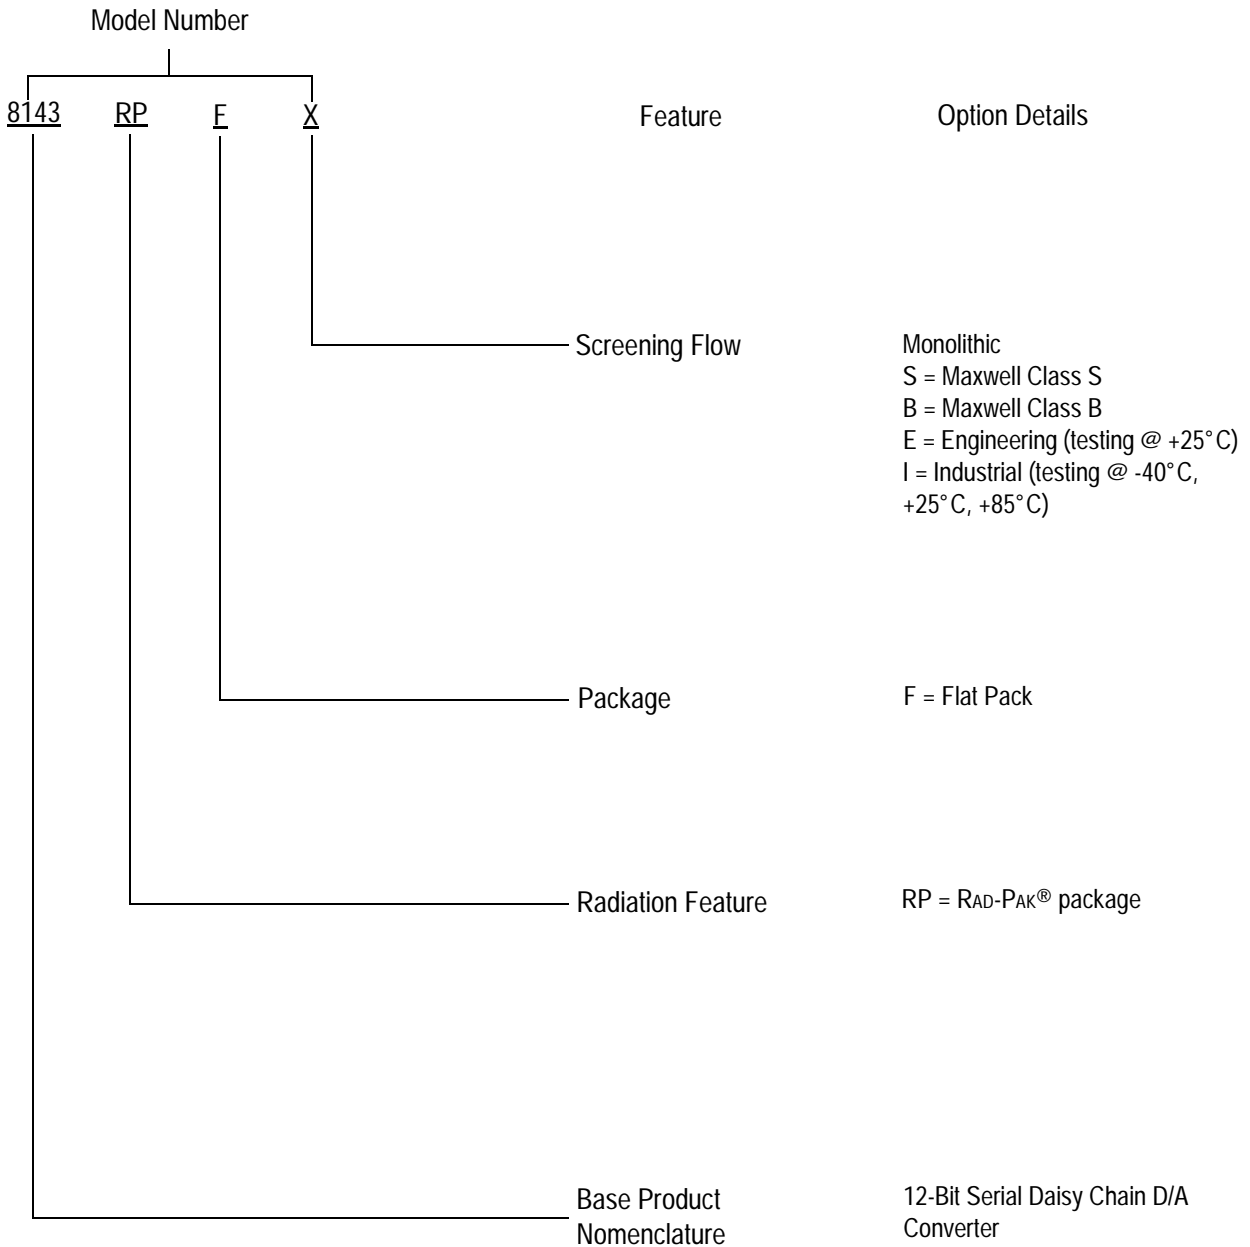 Model Number
8143 RP F X Feature Option Details
Screening Flow
Monolithic
S = Maxwell Class S
B = Maxwell Class B
E = Engineering (testing @ +25°C)
I = Industrial (testing @ -40°C,
+25°C, +85°C)
Package
F = Flat Pack
Radiation Feature
RP = RAD-PAK® package
Base Product
Nomenclature
12-Bit Serial Daisy Chain D/A
Converter